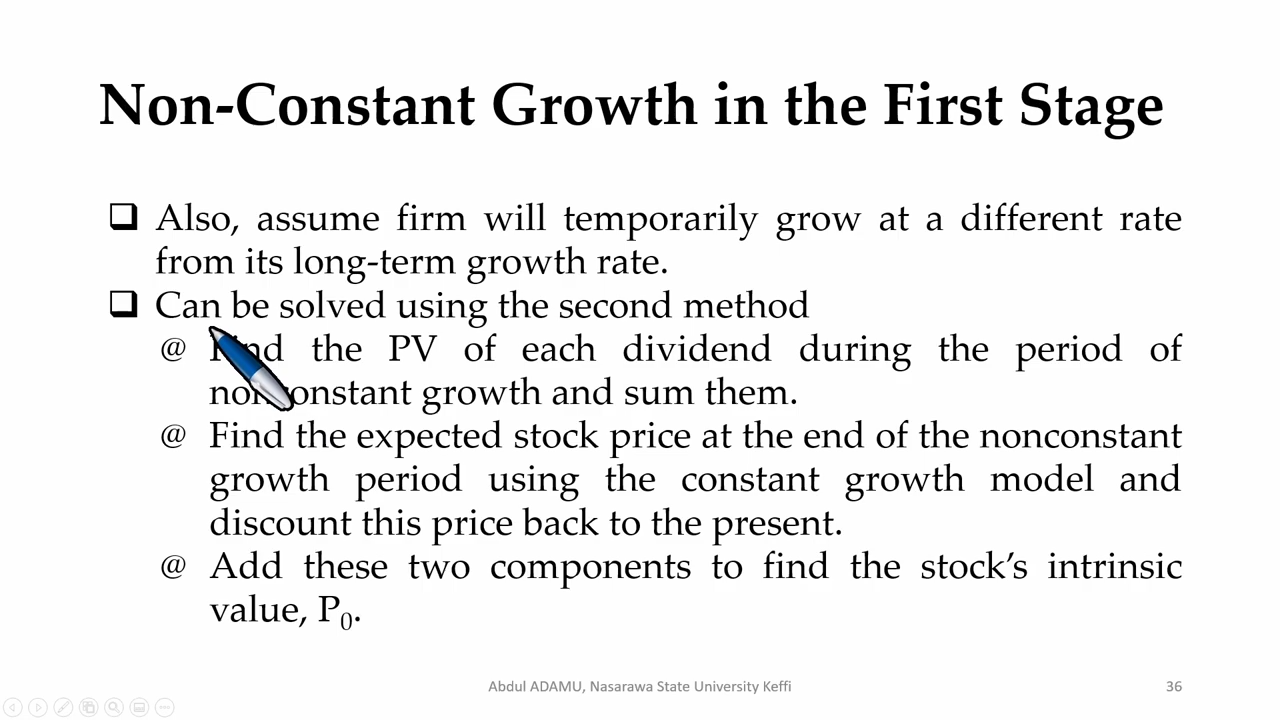 Non-Constant Growth in the First Stage
❑ Also, assume firm will temporarily grow at a different rate
from its long-term growth rate.
❑ Can be solved using the second method
@ Find the PV of each dividend during the period of
nonconstant growth and sum them.
@ Find the expected stock price at the end of the nonconstant
growth period using the constant growth model and
discount this price back to the present.
@ Add these two components to find the stock’s intrinsic
value, P0.
Abdul ADAMU, Nasarawa State University Keffi
36